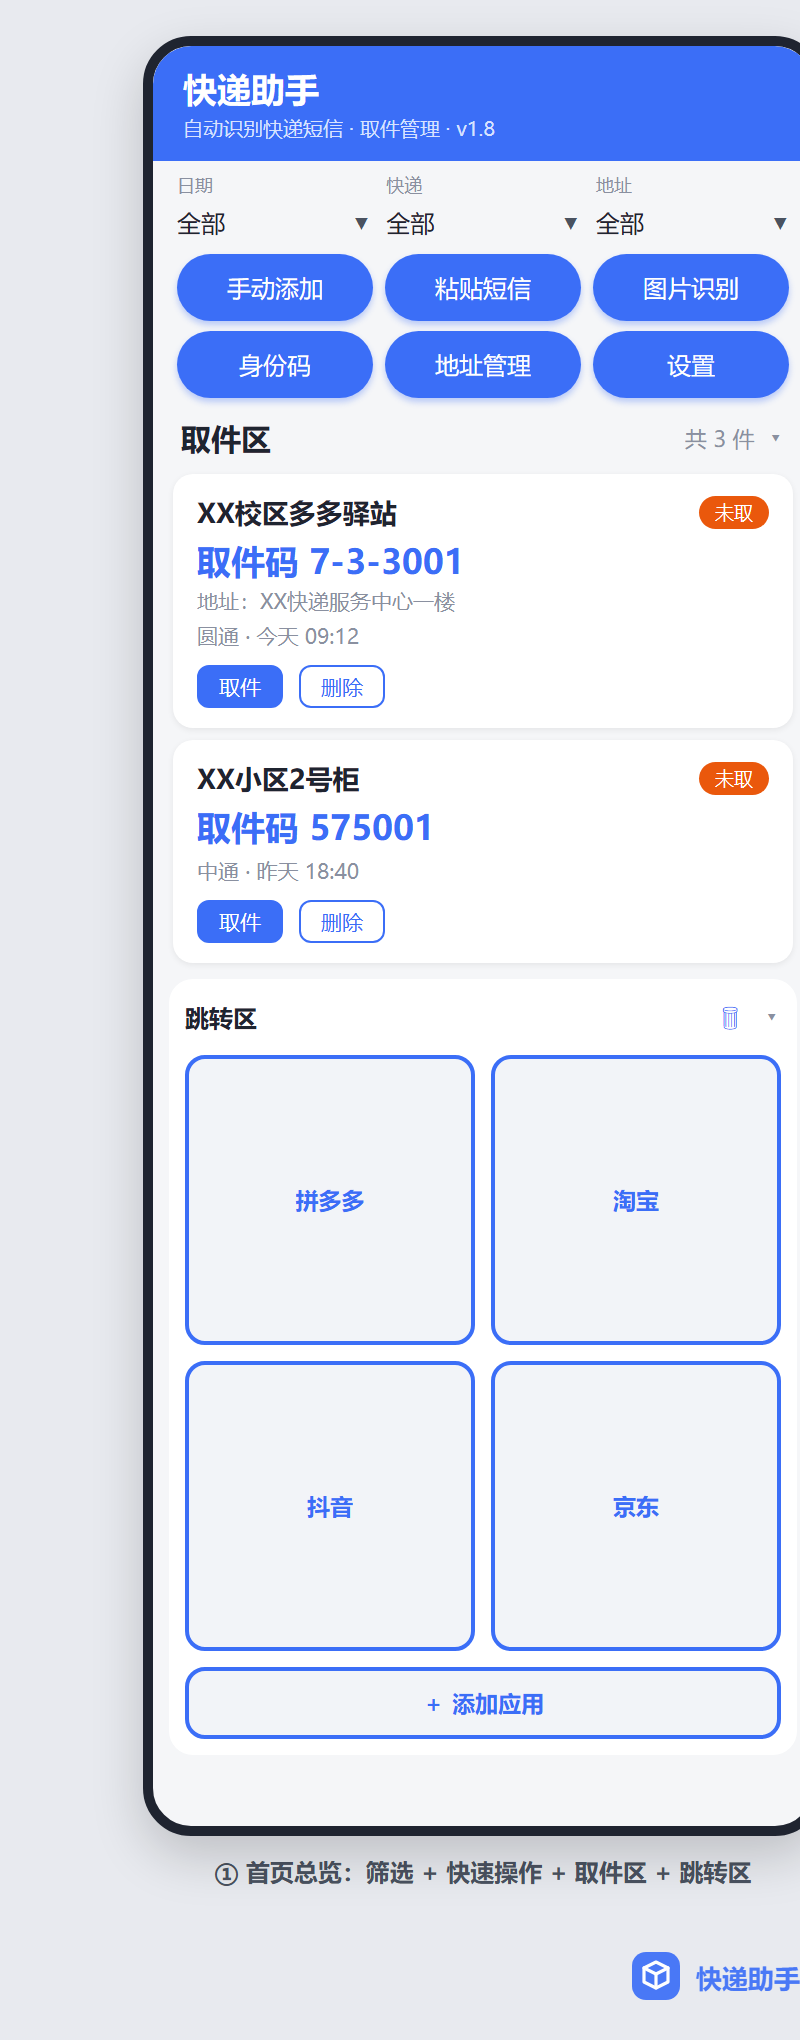 快递助手
自动识别快递短信 · 取件管理 · v1.8
日期 快递 地址
全部 ▼ 全部 ▼ 全部 ▼
手动添加 粘贴短信 图片识别
身份码 地址管理 设置
取件区 共 3 件 ▼
XX校区多多驿站 未取
取件码 7-3-3001
地址：XX快递服务中心一楼
圆通 · 今天 09:12
取件 删除
XX小区2号柜 未取
取件码 575001
中通 · 昨天 18:40
取件 删除
跳转区 ▼
拼多多 淘宝
抖音 京东
+ 添加应用
① 首页总览：筛选 + 快速操作 + 取件区 + 跳转区
快递助手